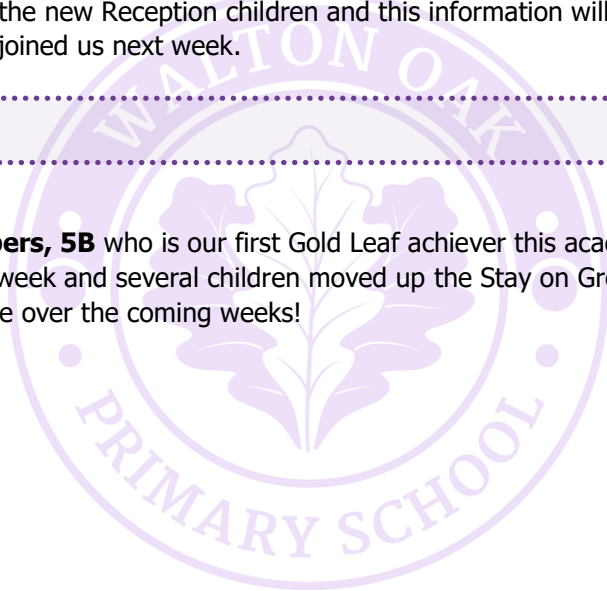 the new Reception children and this information will
joined us next week.
WALTON OAK
pers, 5B who is our first Gold Leaf achiever this aca
week and several children moved up the Stay on Gre
e over the coming weeks!
PRIMARY SCHOOL